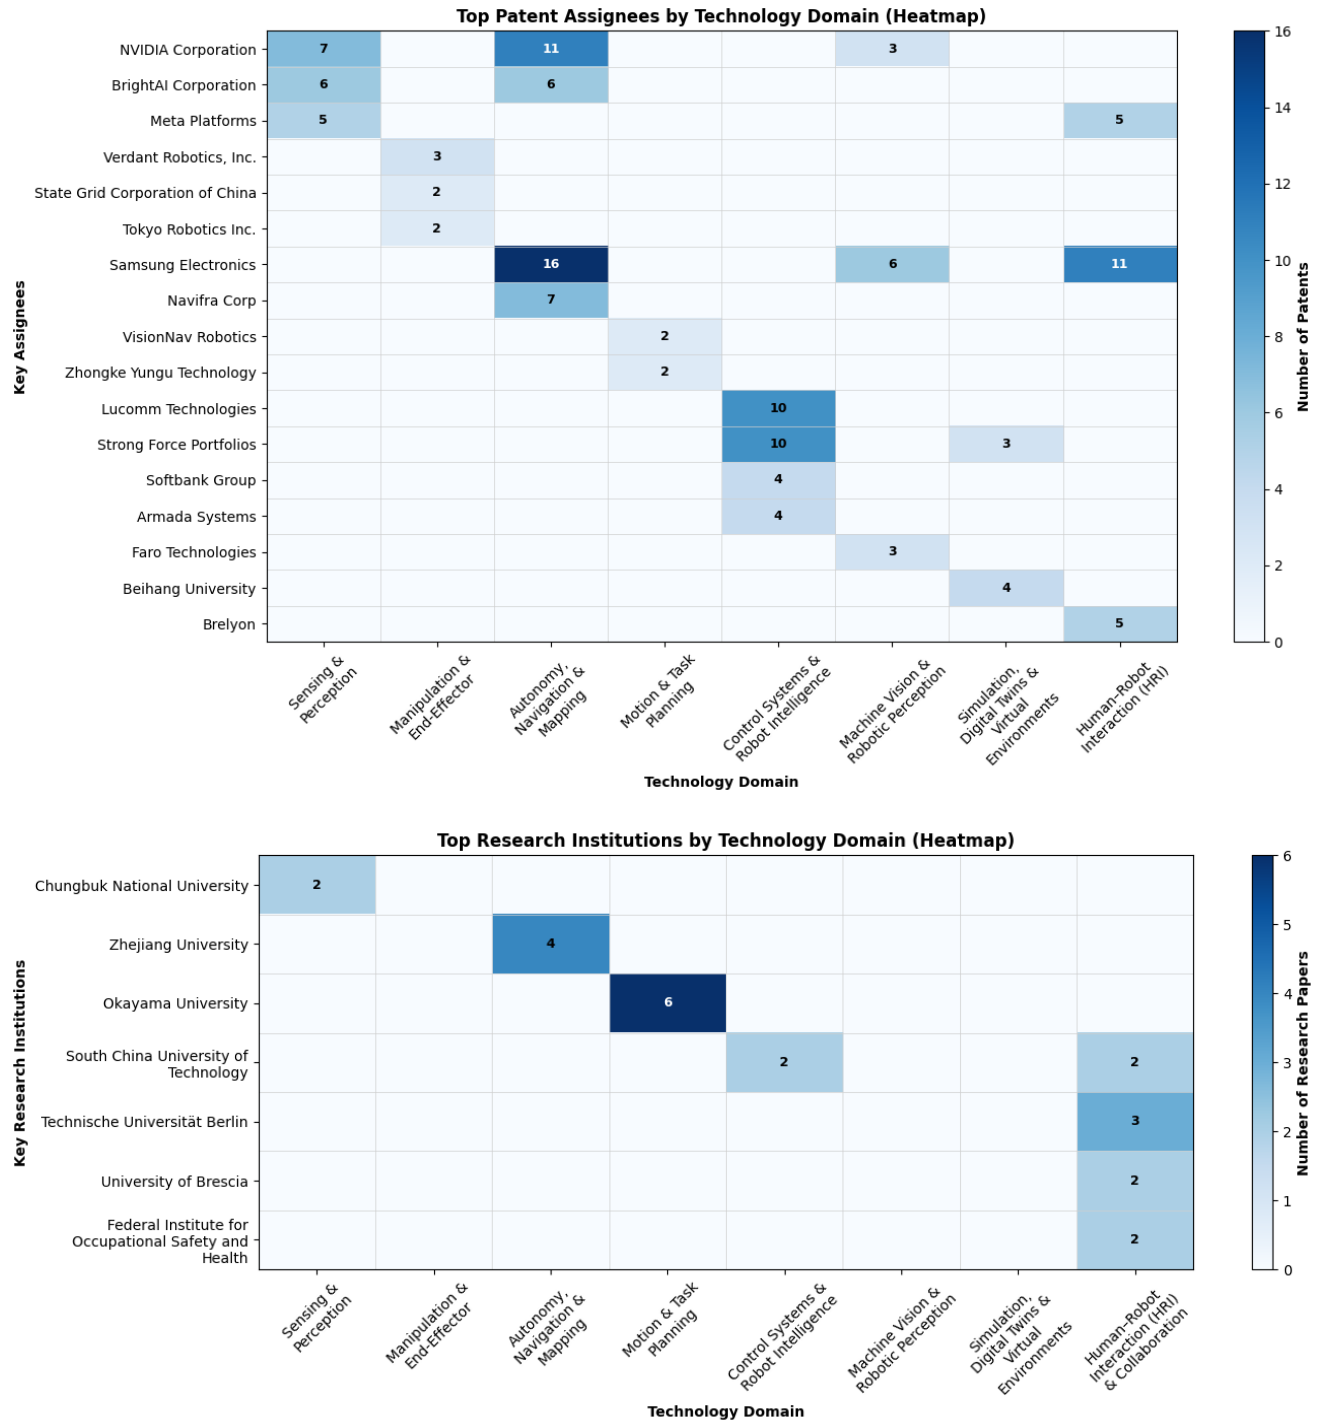 Top Patent Assignees by Technology Domain (Heatmap)
Key Assignees
NVIDIA Corporation 7 11 3
BrightAI Corporation 6 6
Meta Platforms 5 5
Verdant Robotics, Inc. 3
State Grid Corporation of China 2
Tokyo Robotics Inc. 2
Samsung Electronics 16 6 11
Navifra Corp 7
VisionNav Robotics 2
Zhongke Yungu Technology 2
Lucomm Technologies 10
Strong Force Portfolios 10 3
Softbank Group 4
Armada Systems 4
Faro Technologies 3
Beihang University 4
Brelyon 5
Sensing &
Perception
Manipulation &
End-Effector
Autonomy,
Navigation &
Mapping
Motion & Task
Planning
Control Systems &
Robot Intelligence
Machine Vision &
Robotic Perception
Simulation,
Digital Twins &
Virtual
Environments
Human-Robot
Interaction (HRI)
Technology Domain
16
14
12
10
8
6
4
2
0
Number of Patents
Top Research Institutions by Technology Domain (Heatmap)
Key Research Institutions
Chungbuk National University 2
Zhejiang University 4
Okayama University 6
South China University of
Technology
2 2
Technische Universität Berlin 3
University of Brescia 2
Federal Institute for
Occupational Safety and
Health
2
Sensing &
Perception
Manipulation &
End-Effector
Autonomy,
Navigation &
Mapping
Motion & Task
Planning
Control Systems &
Robot Intelligence
Machine Vision &
Robotic Perception
Simulation,
Digital Twins &
Virtual
Environments
Human-Robot
Interaction (HRI)
& Collaboration
Technology Domain
6
5
4
3
2
1
0
Number of Research Papers